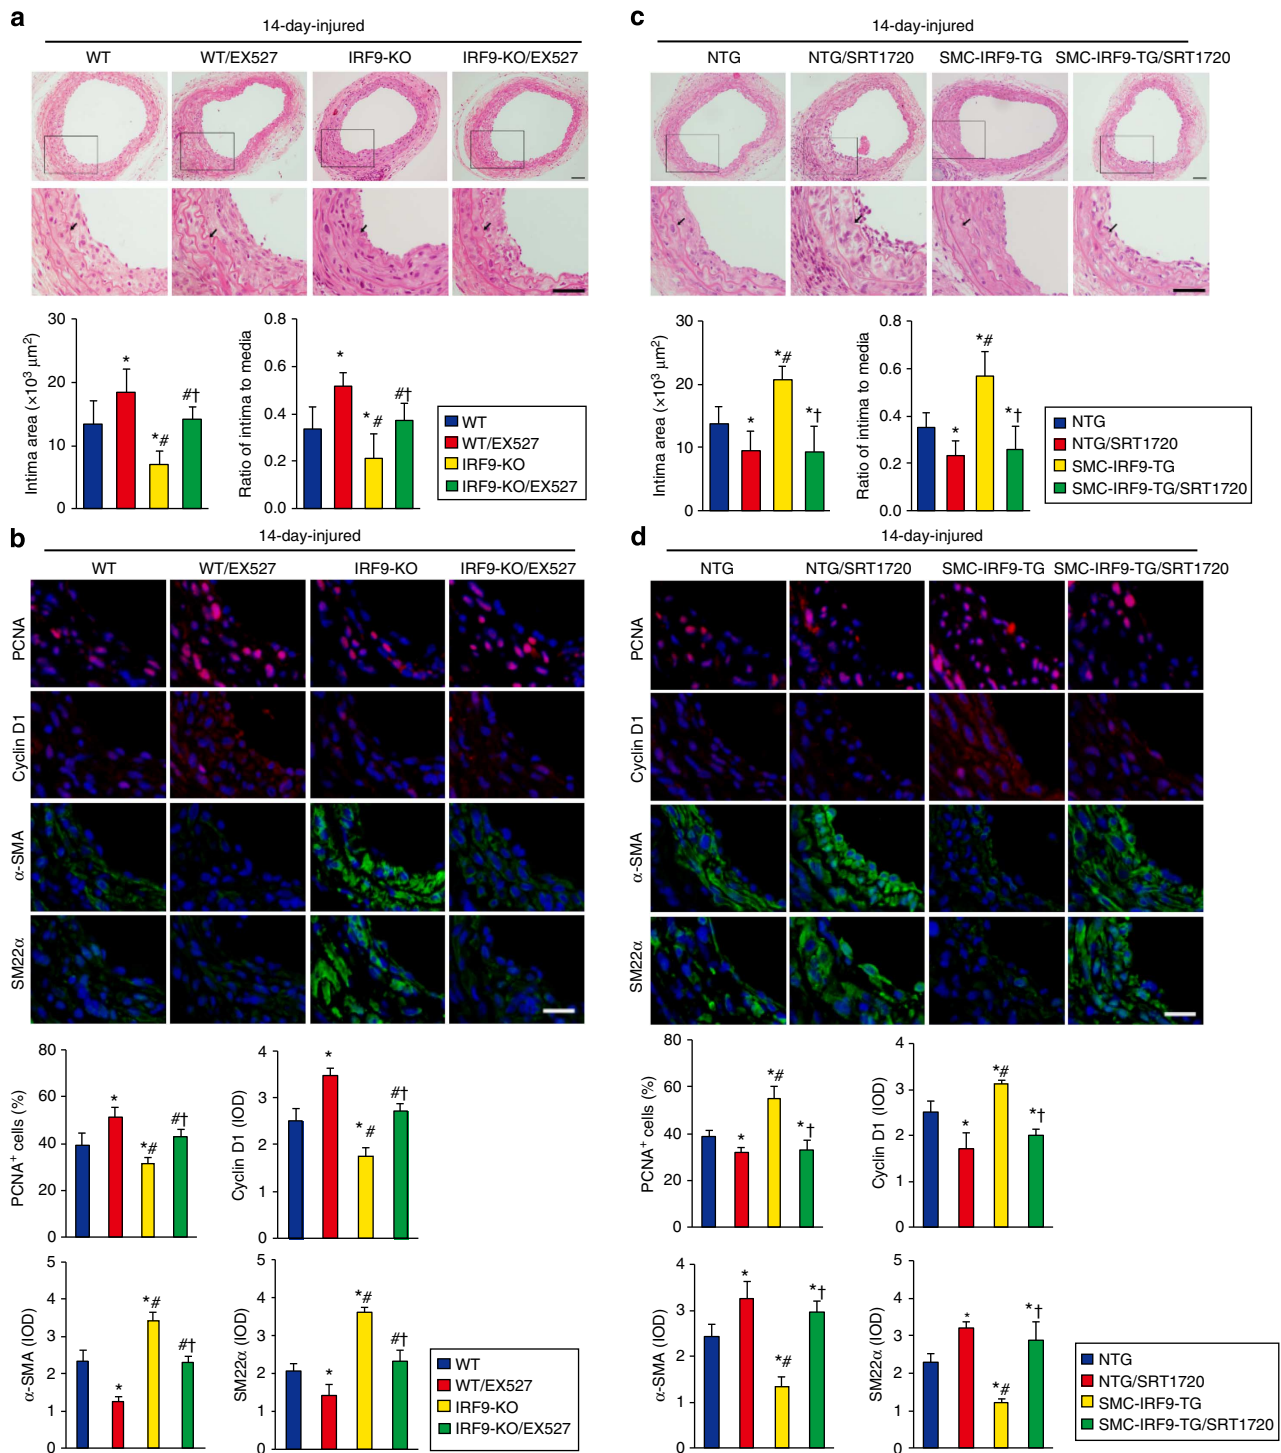 a
14-day-injured
WT WT/EX527 IRF9-KO IRF9-KO/EX527
30
20
10
0
Intima area (×10³ μm²)
*
*#
#†
0.8
0.6
0.4
0.2
0.0
Ratio of intima to media
*
*#
#†
WT
WT/EX527
IRF9-KO
IRF9-KO/EX527
c
14-day-injured
NTG NTG/SRT1720 SMC-IRF9-TG SMC-IRF9-TG/SRT1720
30
20
10
0
Intima area (×10³ μm²)
*
*#
*†
0.8
0.6
0.4
0.2
0.0
Ratio of intima to media
*
*#
*†
NTG
NTG/SRT1720
SMC-IRF9-TG
SMC-IRF9-TG/SRT1720
b
14-day-injured
WT WT/EX527 IRF9-KO IRF9-KO/EX527
PCNA
Cyclin D1
α-SMA
SM22α
80
60
40
20
0
PCNA⁺ cells (%)
*
*#
#†
4
3
2
1
0
Cyclin D1 (IOD)
*
*#
#†
5
4
3
2
1
0
α-SMA (IOD)
*
*#
#†
5
4
3
2
1
0
SM22α (IOD)
*
*#
#†
WT
WT/EX527
IRF9-KO
IRF9-KO/EX527
d
14-day-injured
NTG NTG/SRT1720 SMC-IRF9-TG SMC-IRF9-TG/SRT1720
PCNA
Cyclin D1
α-SMA
SM22α
80
60
40
20
0
PCNA⁺ cells (%)
*
*#
*†
4
3
2
1
0
Cyclin D1 (IOD)
*
*#
*†
4
3
2
1
0
α-SMA (IOD)
*
*#
*†
5
4
3
2
1
0
SM22α (IOD)
*
*#
*†
NTG
NTG/SRT1720
SMC-IRF9-TG
SMC-IRF9-TG/SRT1720